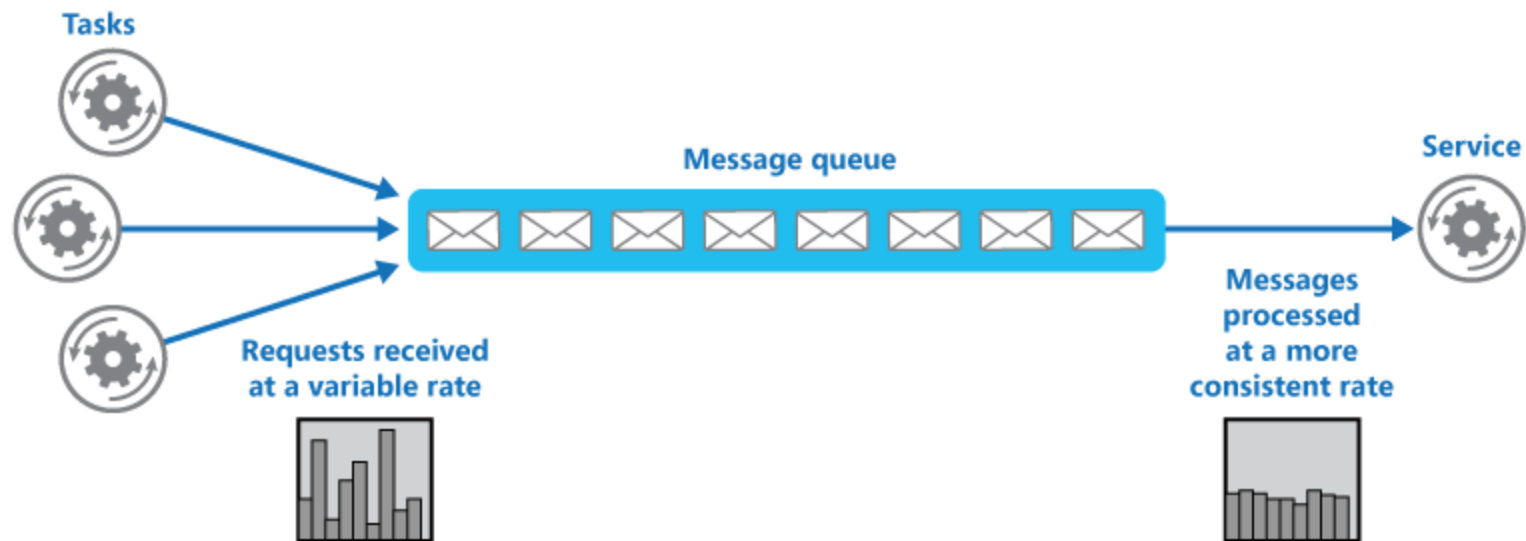 Tasks
Message queue
Service
Requests received
at a variable rate
Messages
processed
at a more
consistent rate